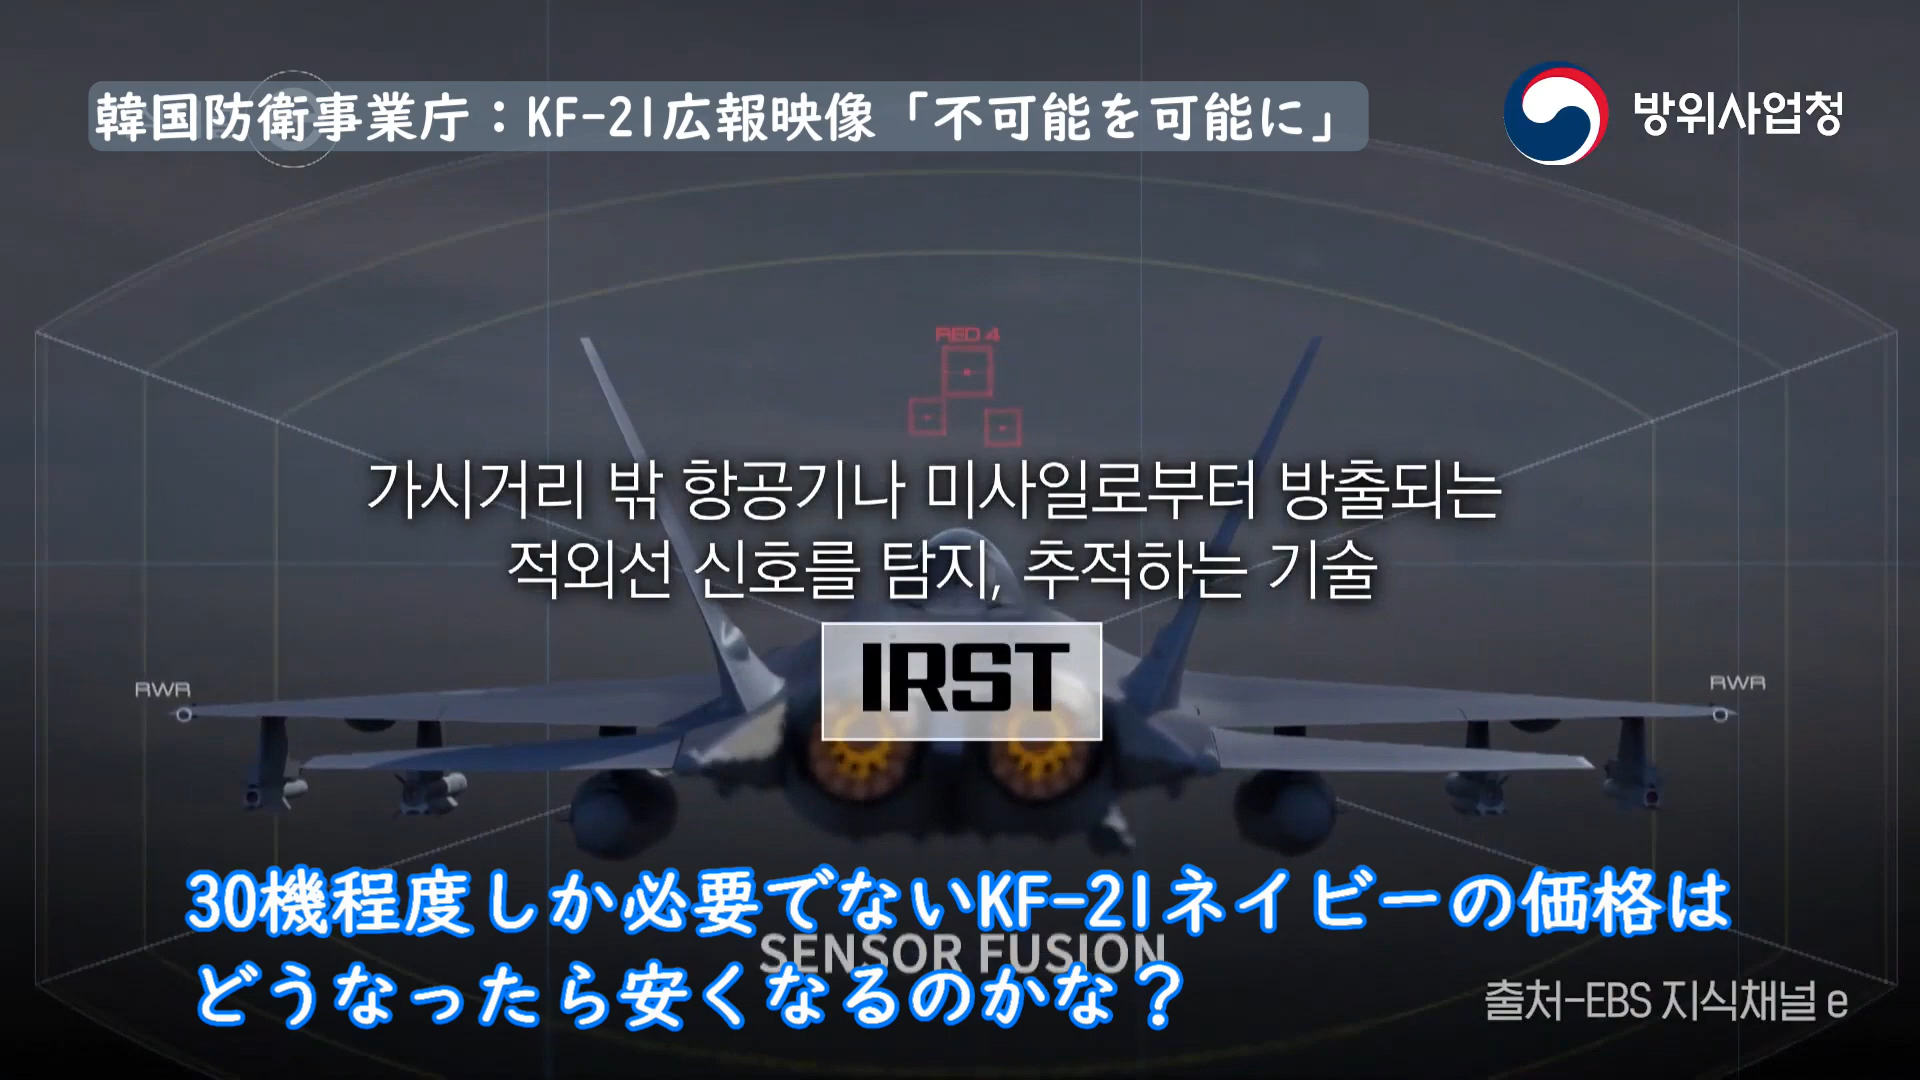 韓国防衛事業庁：KF-21広報映像「不可能を可能に」
방위사업청
RED 4
가시거리 밖 항공기나 미사일로부터 방출되는
적외선 신호를 탐지, 추적하는 기술
IRST
RWR
RWR
30機程度しか必要でないKF-21ネイビーの価格は
SENSOR FUSION
どうなったら安くなるのかな？
출처-EBS 지식채널 e